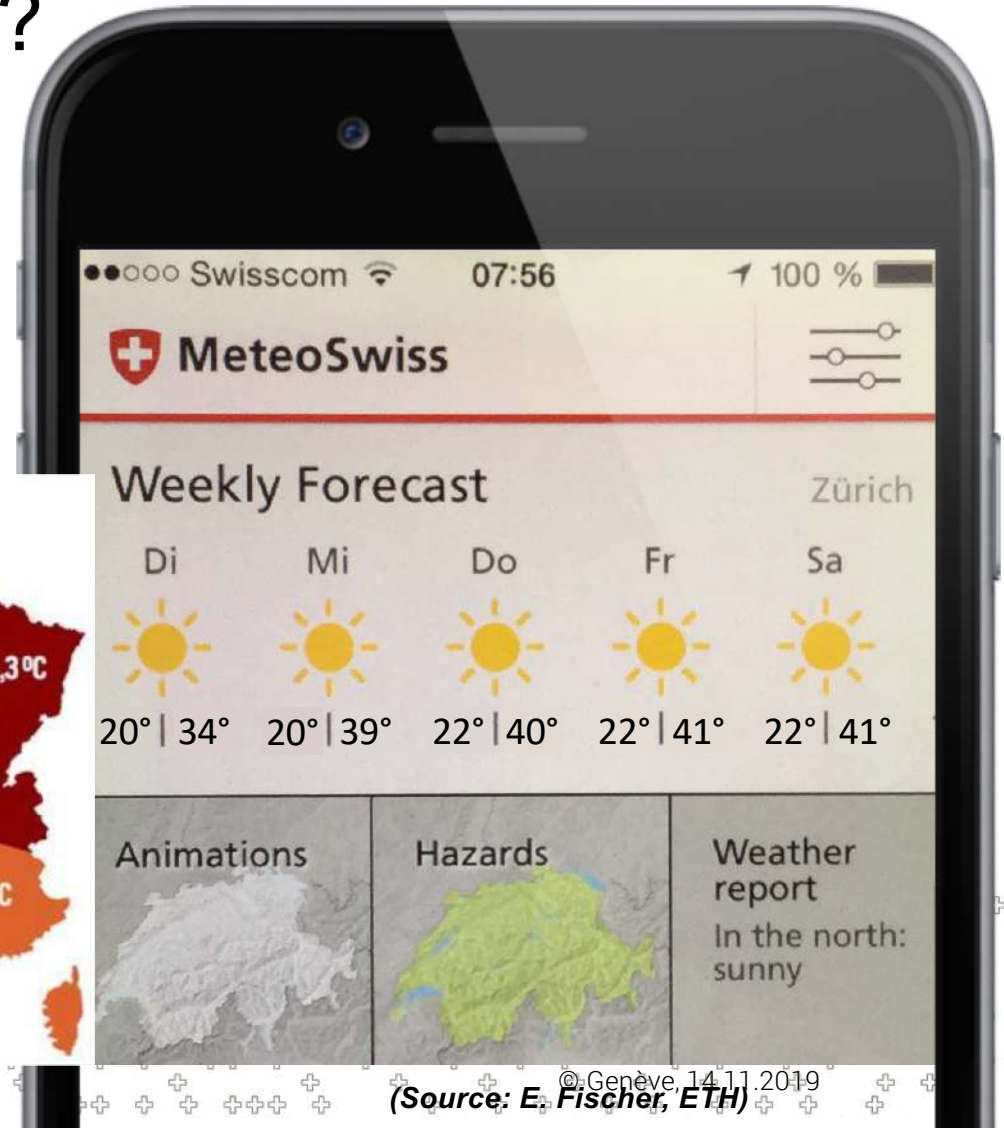 ?
●●○○○ Swisscom 07:56 100 %
MeteoSwiss
Weekly Forecast Zürich
Di Mi Do Fr Sa
20°|34° 20°|39° 22°|40° 22°|41° 22°|41°
,3ºC
C
Animations Hazards Weather
report
In the north:
sunny
© Genève, 14.11.2019
(Source: E. Fischer, ETH)